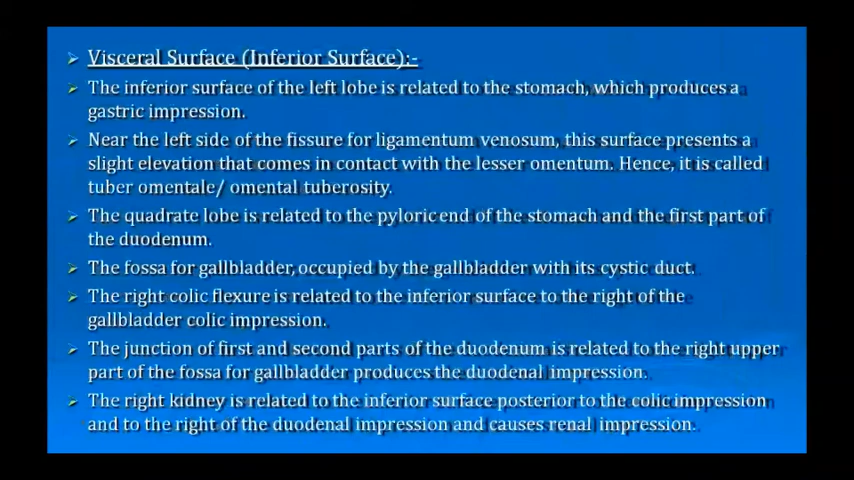 Visceral Surface (Inferior Surface):-
The inferior surface of the left lobe is related to the stomach, which produces a
gastric impression.
Near the left side of the fissure for ligamentum venosum, this surface presents a
slight elevation that comes in contact with the lesser omentum. Hence, it is called
tuber omentale/ omental tuberosity.
The quadrate lobe is related to the pyloric end of the stomach and the first part of
the duodenum.
The fossa for gallbladder, occupied by the gallbladder with its cystic duct.
The right colic flexure is related to the inferior surface to the right of the
gallbladder colic impression.
The junction of first and second parts of the duodenum is related to the right upper
part of the fossa for gallbladder produces the duodenal impression.
The right kidney is related to the inferior surface posterior to the colic impression
and to the right of the duodenal impression and causes renal impression.